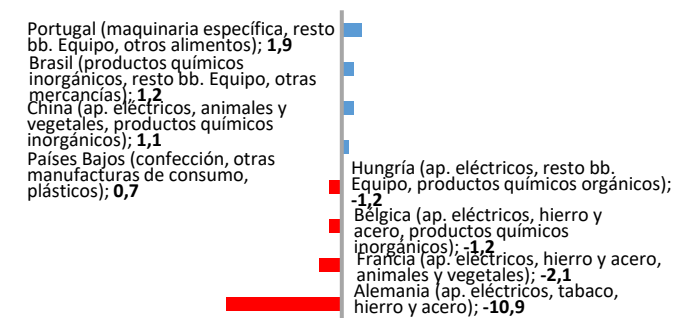 Portugal (maquinaria específica, resto
bb. Equipo, otros alimentos); 1,9
Brasil (productos químicos
inorgánicos, resto bb. Equipo, otras
mercancías); 1,2
China (ap. eléctricos, animales y
vegetales, productos químicos
inorgánicos); 1,1
Países Bajos (confección, otras
manufacturas de consumo,
plásticos); 0,7
Hungría (ap. eléctricos, resto bb.
Equipo, productos químicos orgánicos);
-1,2
Bélgica (ap. eléctricos, hierro y
acero, productos químicos
inorgánicos); -1,2
Francia (ap. eléctricos, hierro y acero,
animales y vegetales); -2,1
Alemania (ap. eléctricos, tabaco,
hierro y acero); -10,9